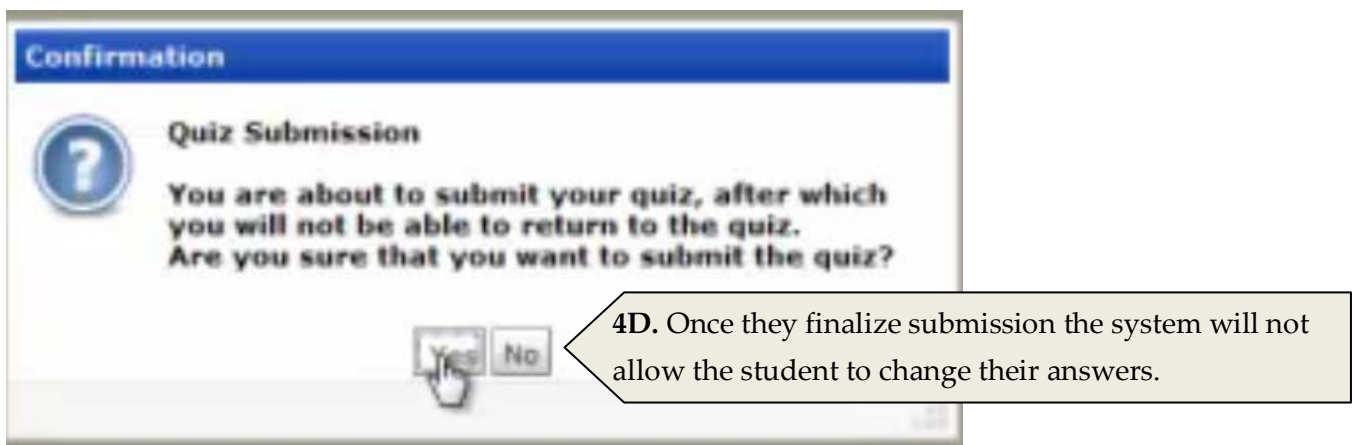 Confirmation
Quiz Submission
You are about to submit your quiz, after which
you will not be able to return to the quiz.
Are you sure that you want to submit the quiz?
Yes No
4D. Once they finalize submission the system will not
allow the student to change their answers.